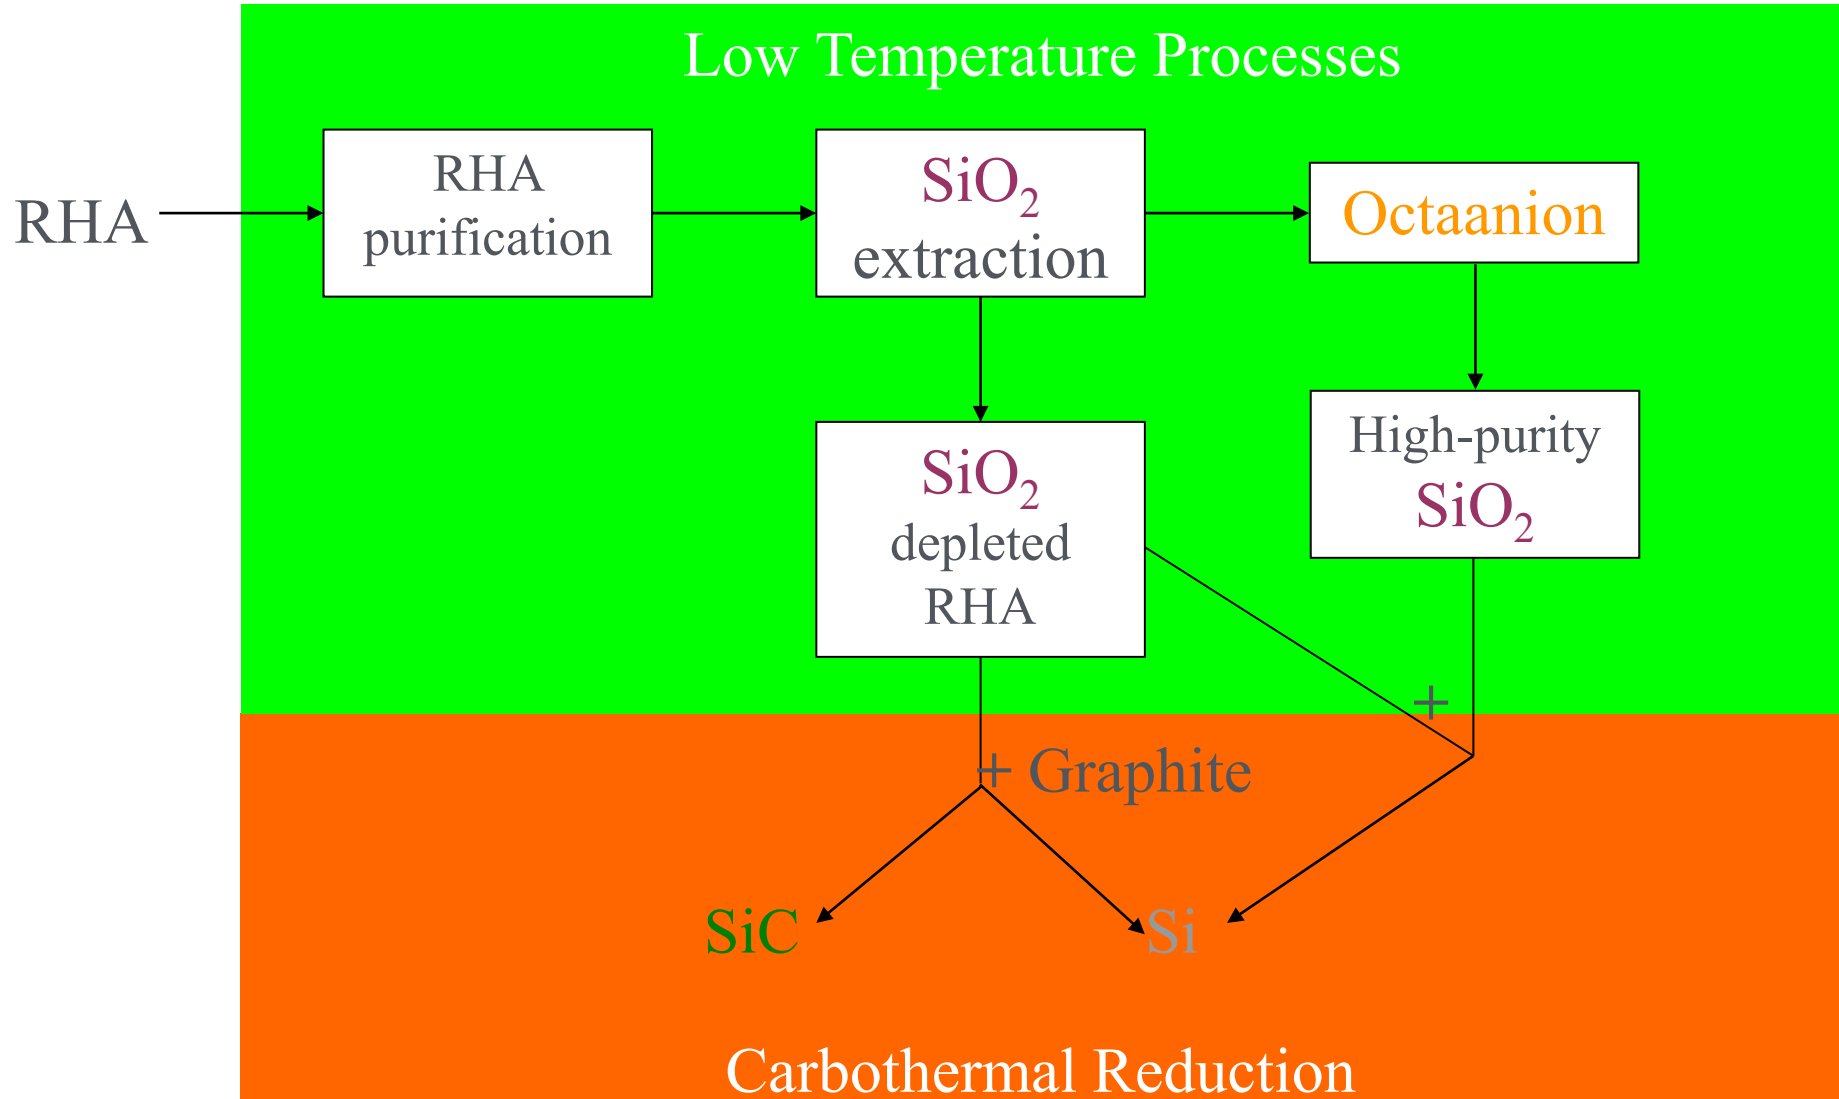 Low Temperature Processes
RHA
RHA
purification
SiO₂
extraction
Octaanion
SiO₂
depleted
RHA
High-purity
SiO₂
+
+ Graphite
SiC
Si
Carbothermal Reduction